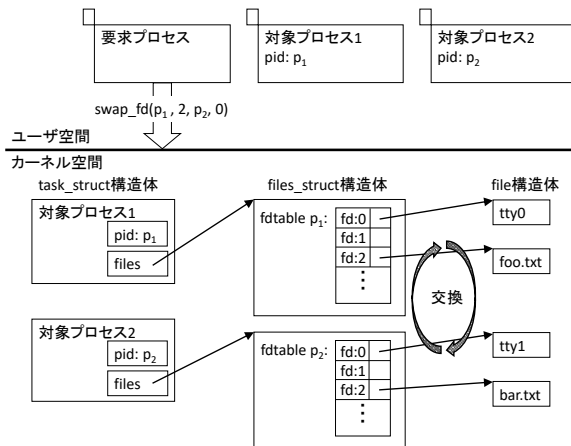 要求プロセス
対象プロセス1
pid: p1
対象プロセス2
pid: p2
swap_fd(p1 , 2, p2, 0)
ユーザ空間
カーネル空間
task_struct構造体
files_struct構造体
file構造体
対象プロセス1
pid: p1
files
fdtable p1:
fd:0
fd:1
fd:2
⋮
tty0
foo.txt
交換
対象プロセス2
pid: p2
files
fdtable p2:
fd:0
fd:1
fd:2
⋮
tty1
bar.txt